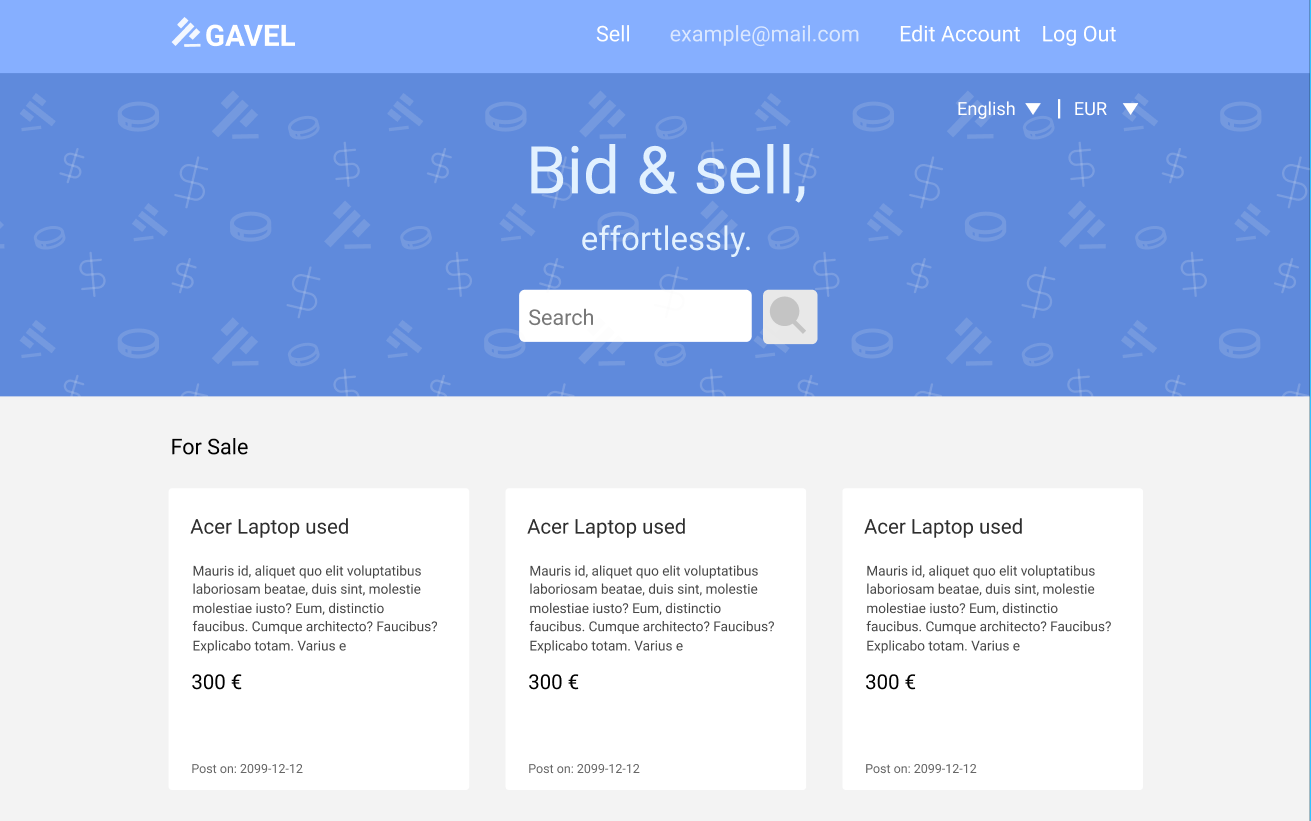 GAVEL
Sell example@mail.com Edit Account Log Out
English | EUR
Bid & sell,
effortlessly.
Search
For Sale
Acer Laptop used
Mauris id, aliquet quo elit voluptatibus
laboriosam beatae, duis sint, molestie
molestiae iusto? Eum, distinctio
faucibus. Cumque architecto? Faucibus?
Explicabo totam. Varius e
300 €
Post on: 2099-12-12
Acer Laptop used
Mauris id, aliquet quo elit voluptatibus
laboriosam beatae, duis sint, molestie
molestiae iusto? Eum, distinctio
faucibus. Cumque architecto? Faucibus?
Explicabo totam. Varius e
300 €
Post on: 2099-12-12
Acer Laptop used
Mauris id, aliquet quo elit voluptatibus
laboriosam beatae, duis sint, molestie
molestiae iusto? Eum, distinctio
faucibus. Cumque architecto? Faucibus?
Explicabo totam. Varius e
300 €
Post on: 2099-12-12